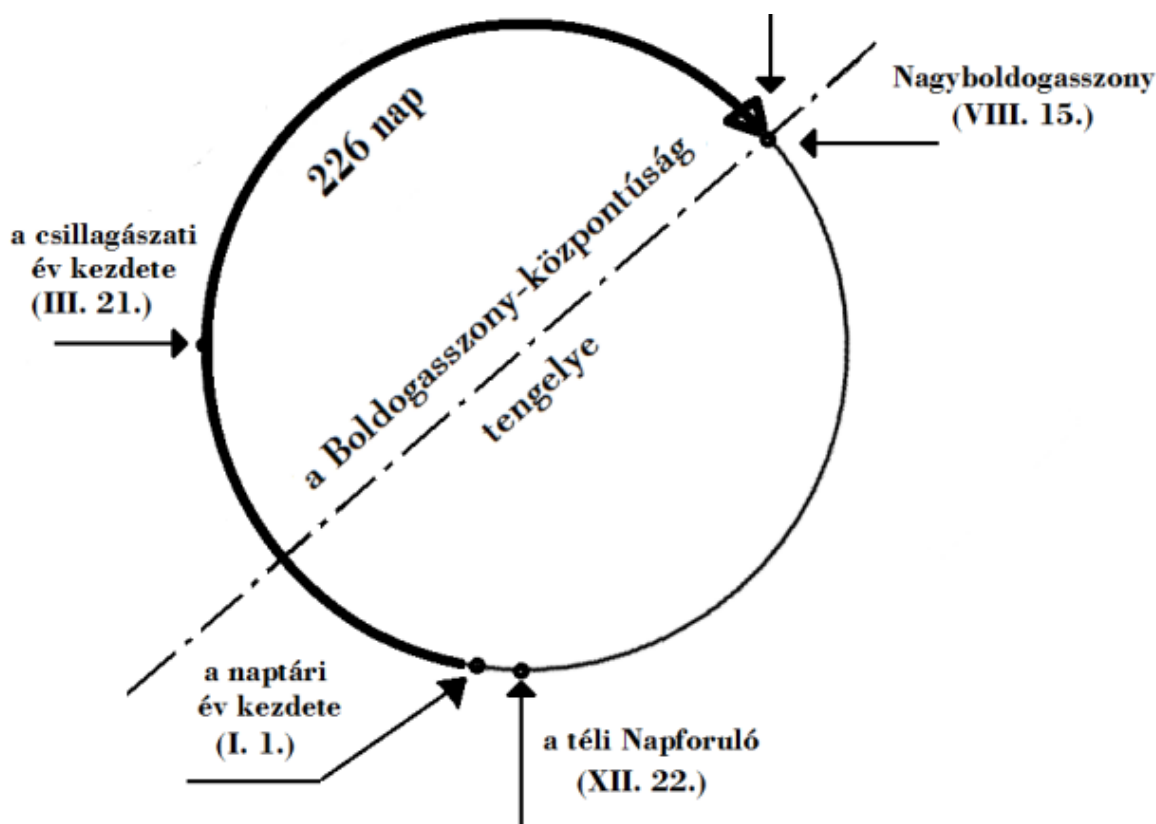 Nagyboldogasszony
(VIII. 15.)
226 nap
a csillagászati
év kezdete
(III. 21.)
a Boldogasszony-központúság
tengelye
a naptári
év kezdete
(I. 1.)
a téli Napforuló
(XII. 22.)